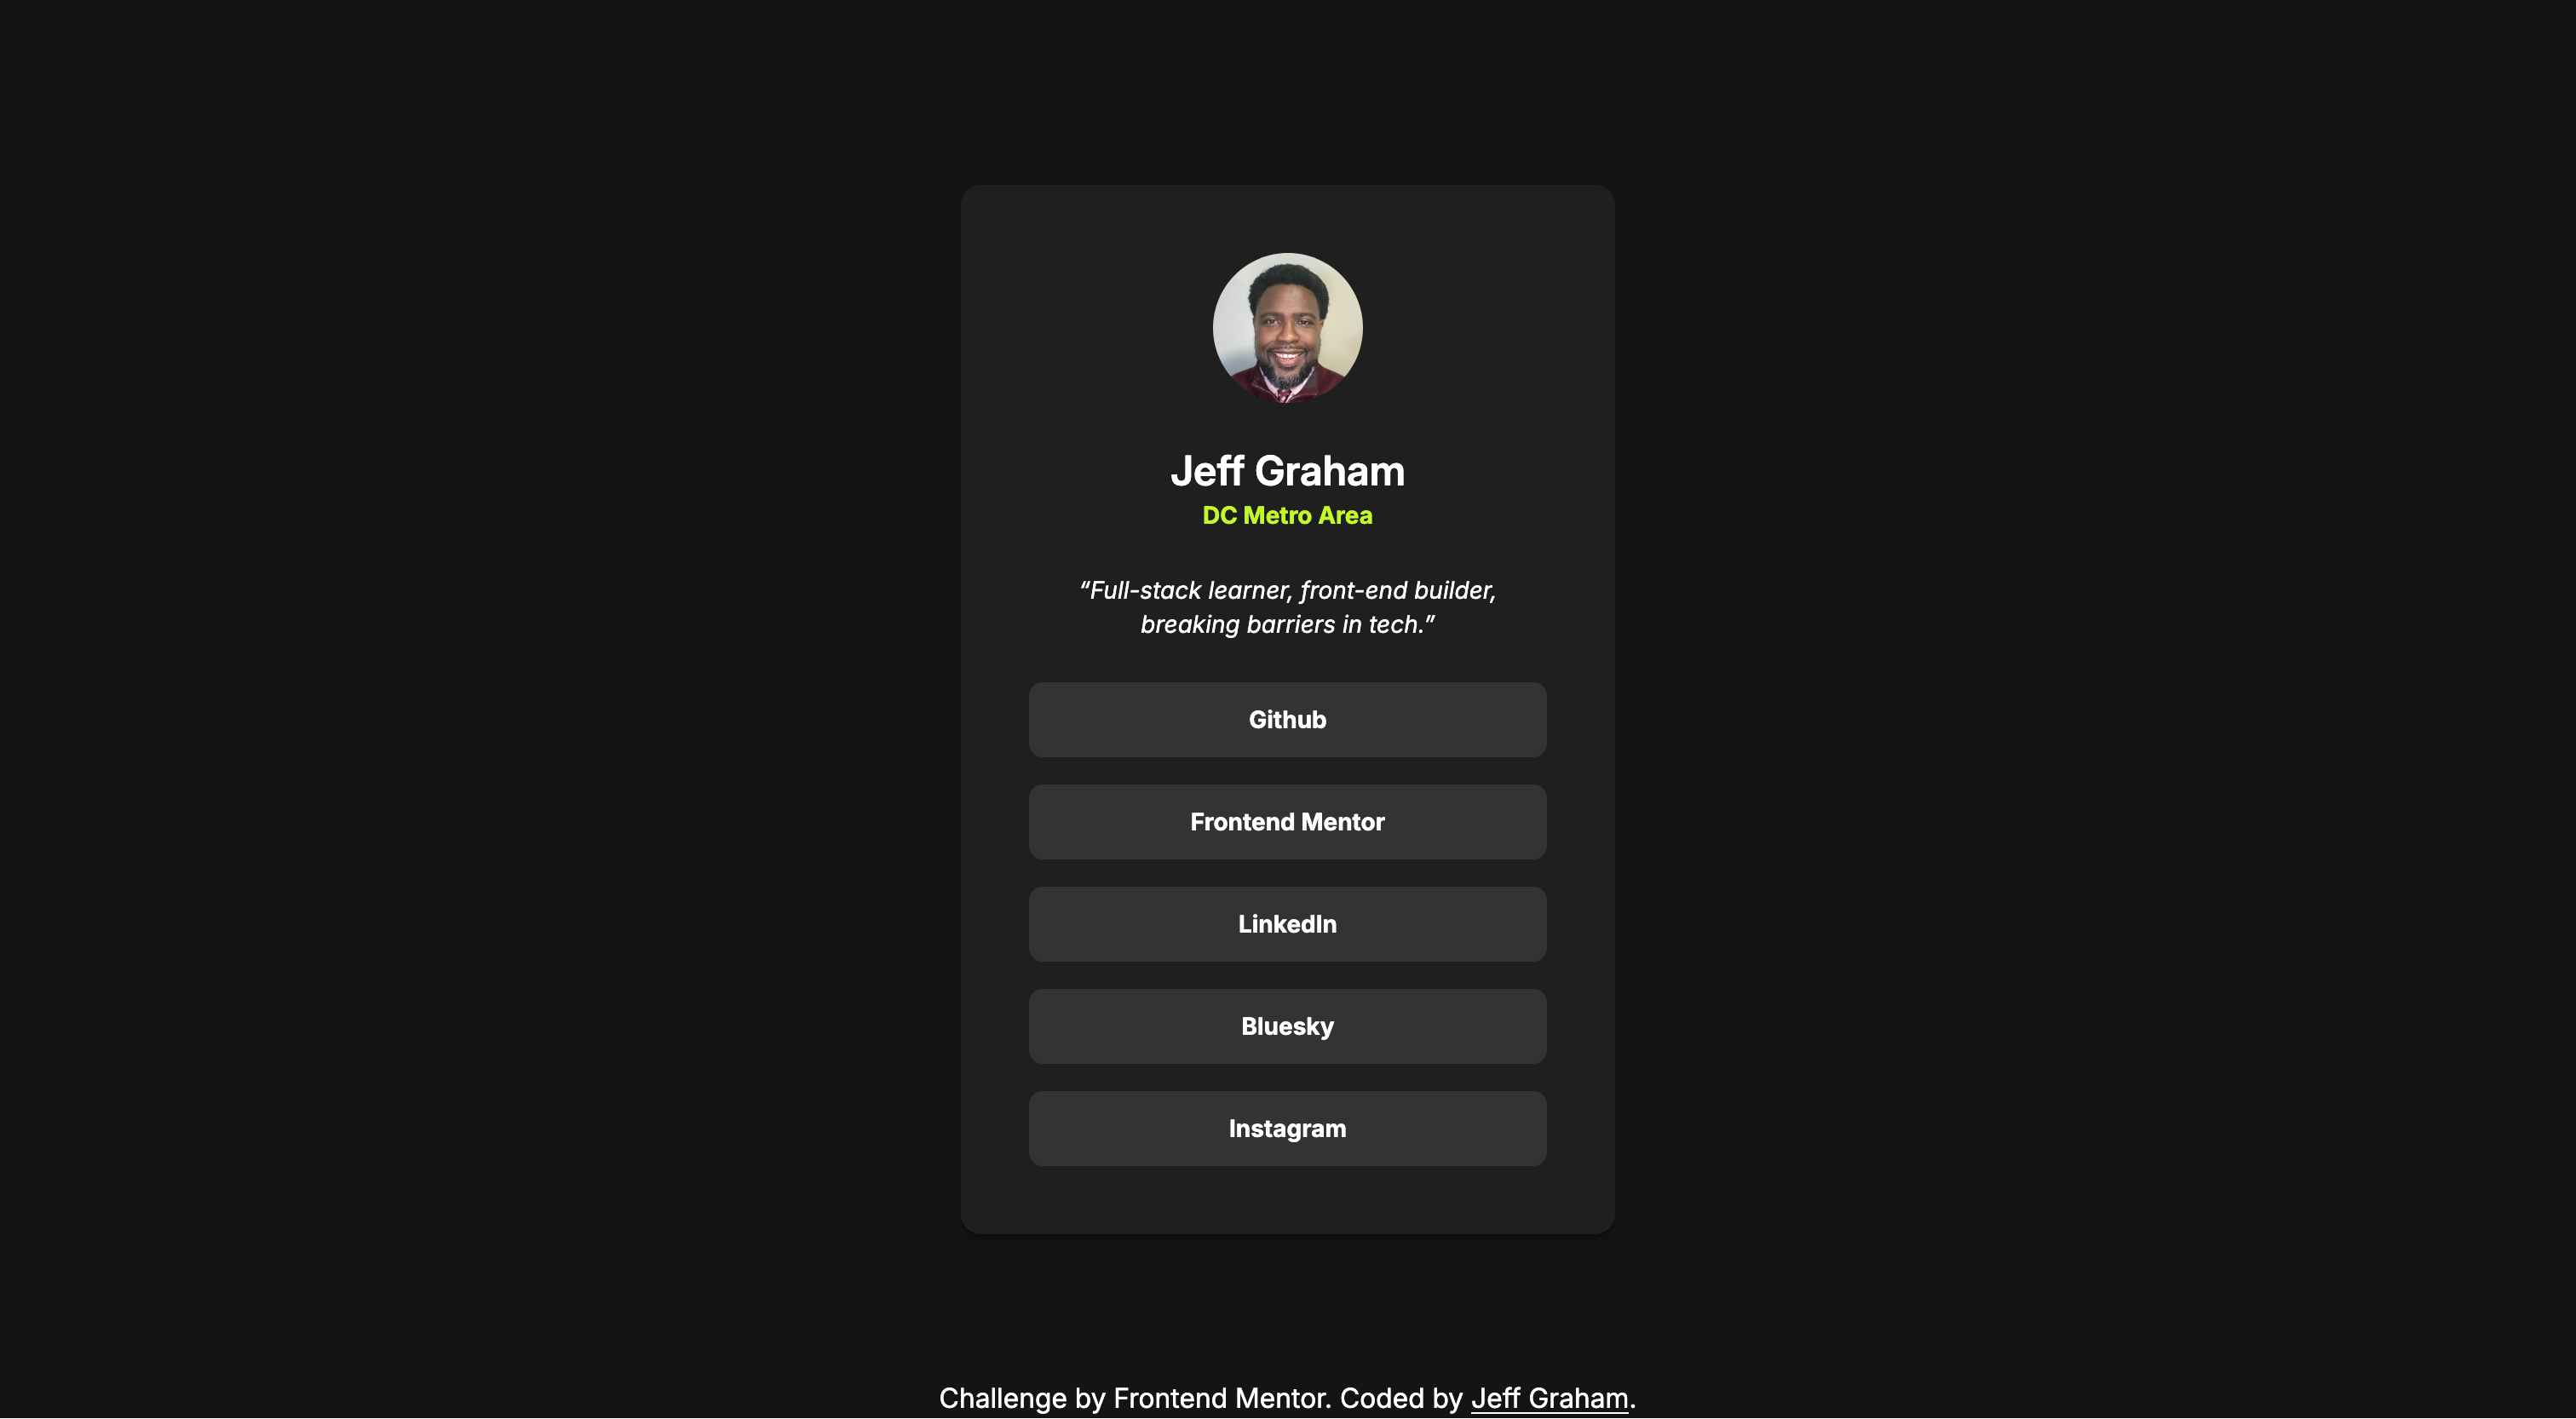 Jeff Graham
DC Metro Area
“Full-stack learner, front-end builder,
breaking barriers in tech.”
Github
Frontend Mentor
LinkedIn
Bluesky
Instagram
Challenge by Frontend Mentor. Coded by Jeff Graham.